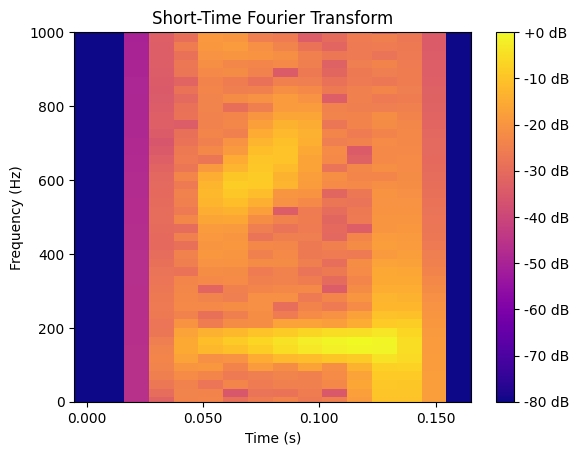 Short-Time Fourier Transform
1000
800
600
400
200
0
Frequency (Hz)
0.000
0.050
0.100
0.150
Time (s)
+0 dB
-10 dB
-20 dB
-30 dB
-40 dB
-50 dB
-60 dB
-70 dB
-80 dB